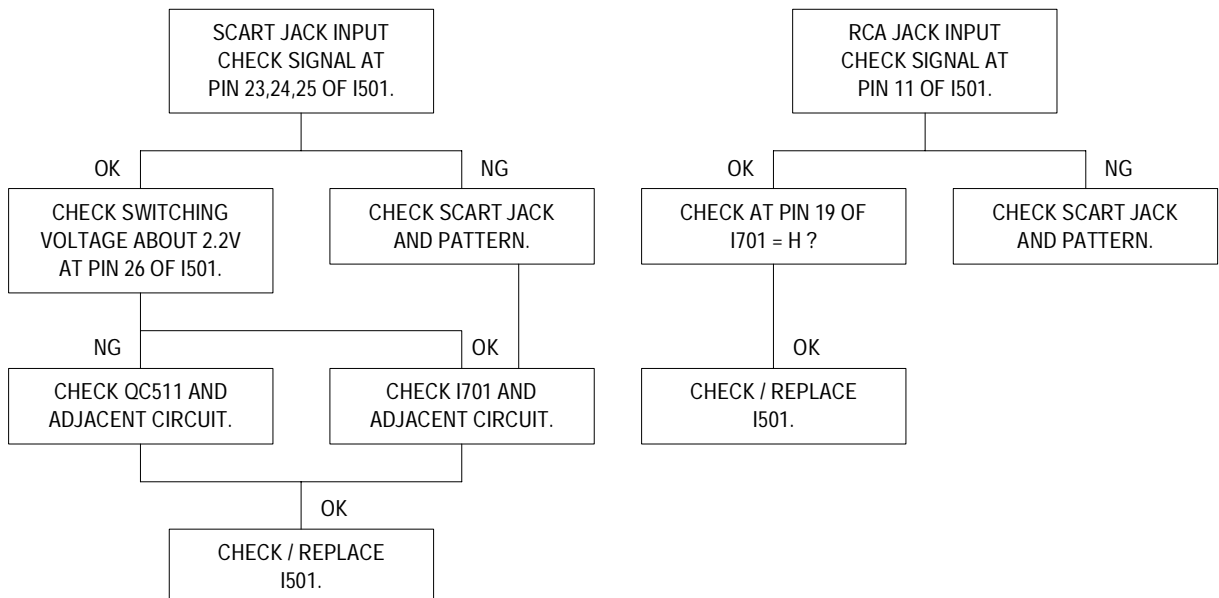 SCART JACK INPUT
CHECK SIGNAL AT
PIN 23,24,25 OF I501.
RCA JACK INPUT
CHECK SIGNAL AT
PIN 11 OF I501.
OK
NG
OK
NG
CHECK SWITCHING
VOLTAGE ABOUT 2.2V
AT PIN 26 OF I501.
CHECK SCART JACK
AND PATTERN.
CHECK AT PIN 19 OF
I701 = H ?
CHECK SCART JACK
AND PATTERN.
NG
OK
OK
CHECK QC511 AND
ADJACENT CIRCUIT.
CHECK I701 AND
ADJACENT CIRCUIT.
CHECK / REPLACE
I501.
OK
CHECK / REPLACE
I501.